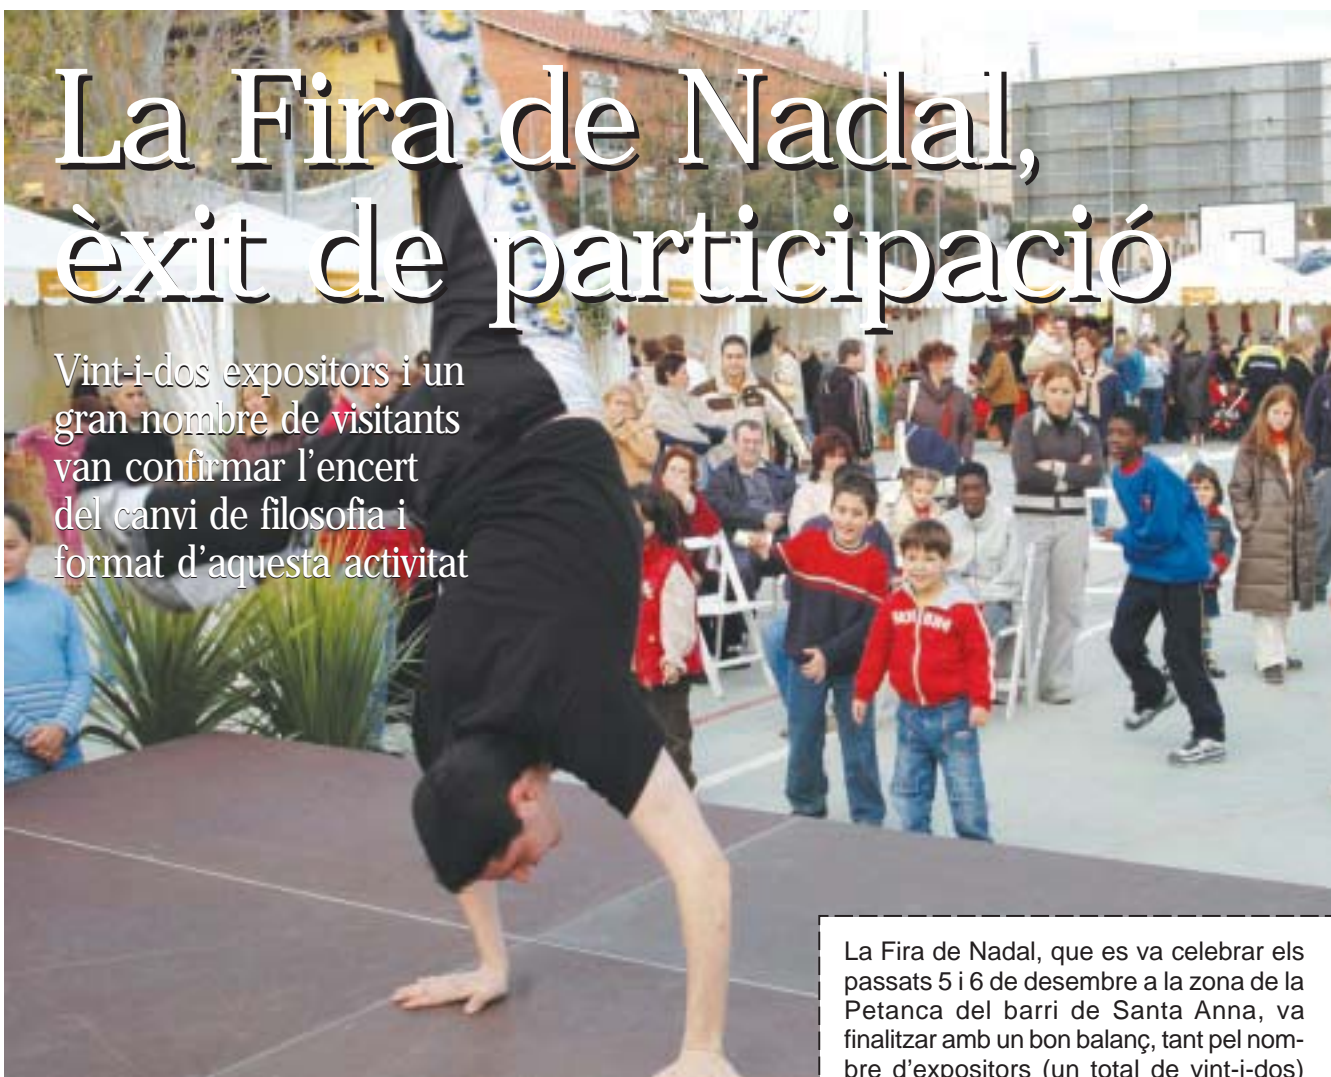 La Fira de Nadal,
èxit de participació
Vint-i-dos expositors i un
gran nombre de visitants
van confirmar l'encert
del canvi de filosofia i
format d'aquesta activitat
La Fira de Nadal, que es va celebrar els
passats 5 i 6 de desembre a la zona de la
Petanca del barri de Santa Anna, va
finalitzar amb un bon balanç, tant pel nom-
bre d'expositors (un total de vint-i-dos)